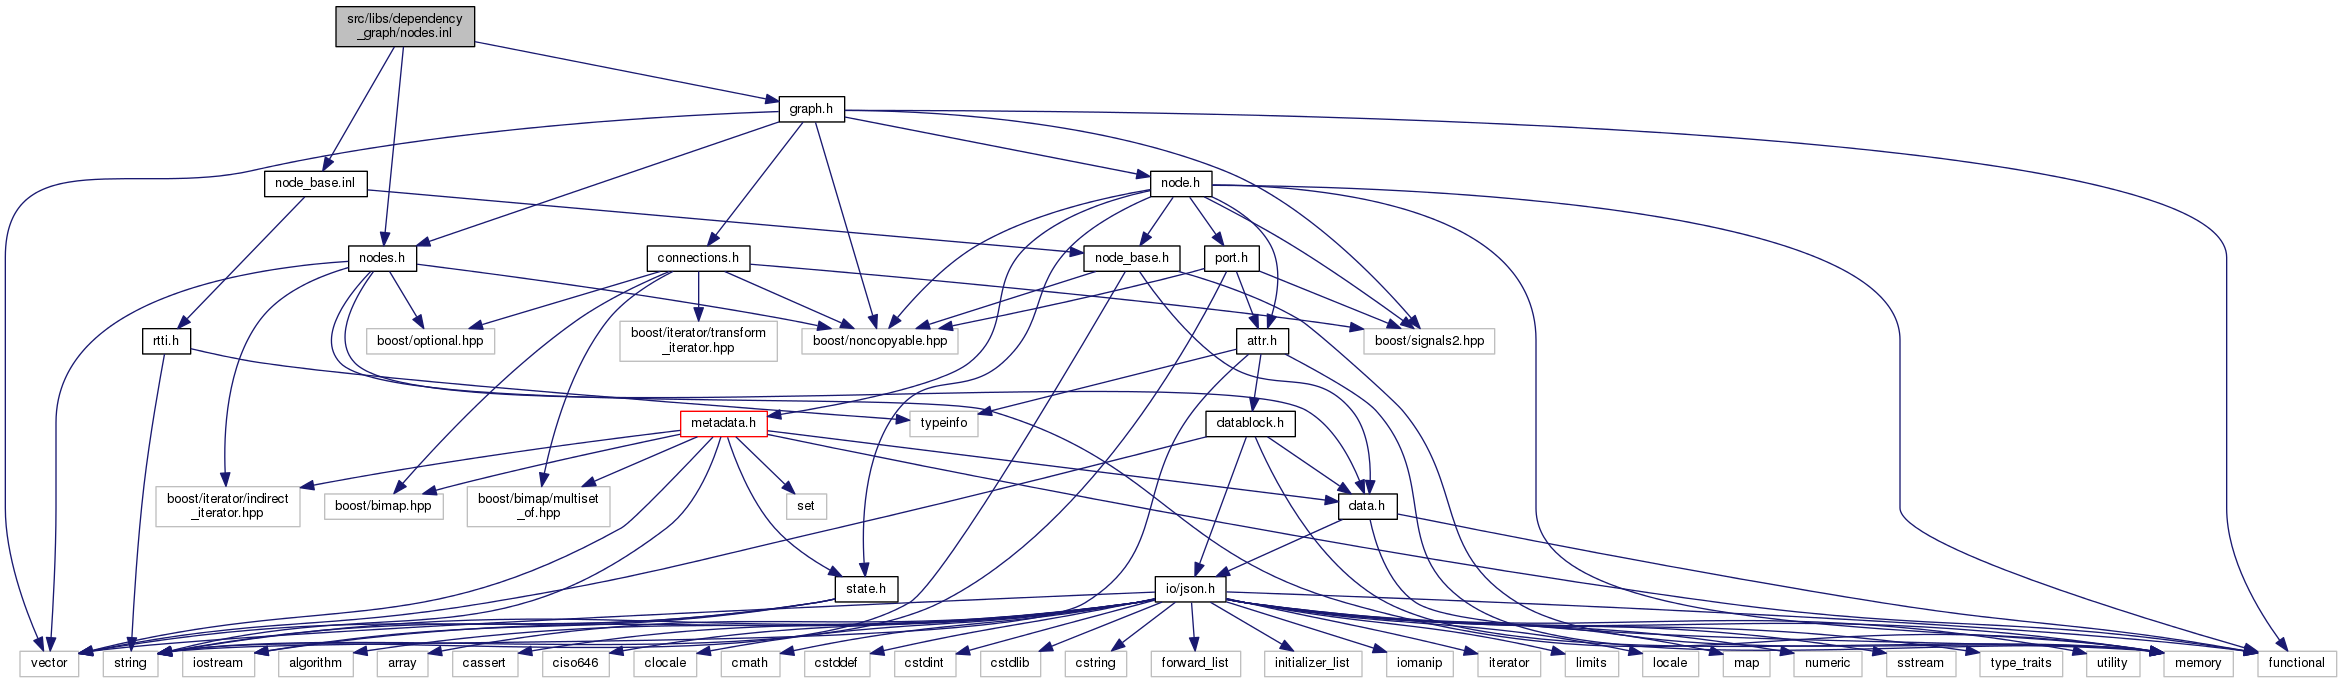 src/libs/dependency
_graph/nodes.inl
graph.h
node_base.inl
node.h
nodes.h
connections.h
node_base.h
port.h
rtti.h
boost/optional.hpp
boost/iterator/transform
_iterator.hpp
boost/noncopyable.hpp
attr.h
boost/signals2.hpp
metadata.h
typeinfo
datablock.h
boost/iterator/indirect
_iterator.hpp
boost/bimap.hpp
boost/bimap/multiset
_of.hpp
set
data.h
state.h
io/json.h
vector
string
iostream
algorithm
array
cassert
ciso646
clocale
cmath
cstddef
cstdint
cstdlib
cstring
forward_list
initializer_list
iomanip
iterator
limits
locale
map
numeric
sstream
type_traits
utility
memory
functional